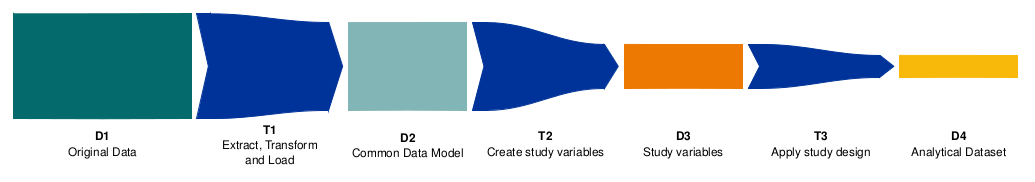 D1
Original Data
T1
Extract, Transform
and Load
D2
Common Data Model
T2
Create study variables
D3
Study variables
T3
Apply study design
D4
Analytical Dataset